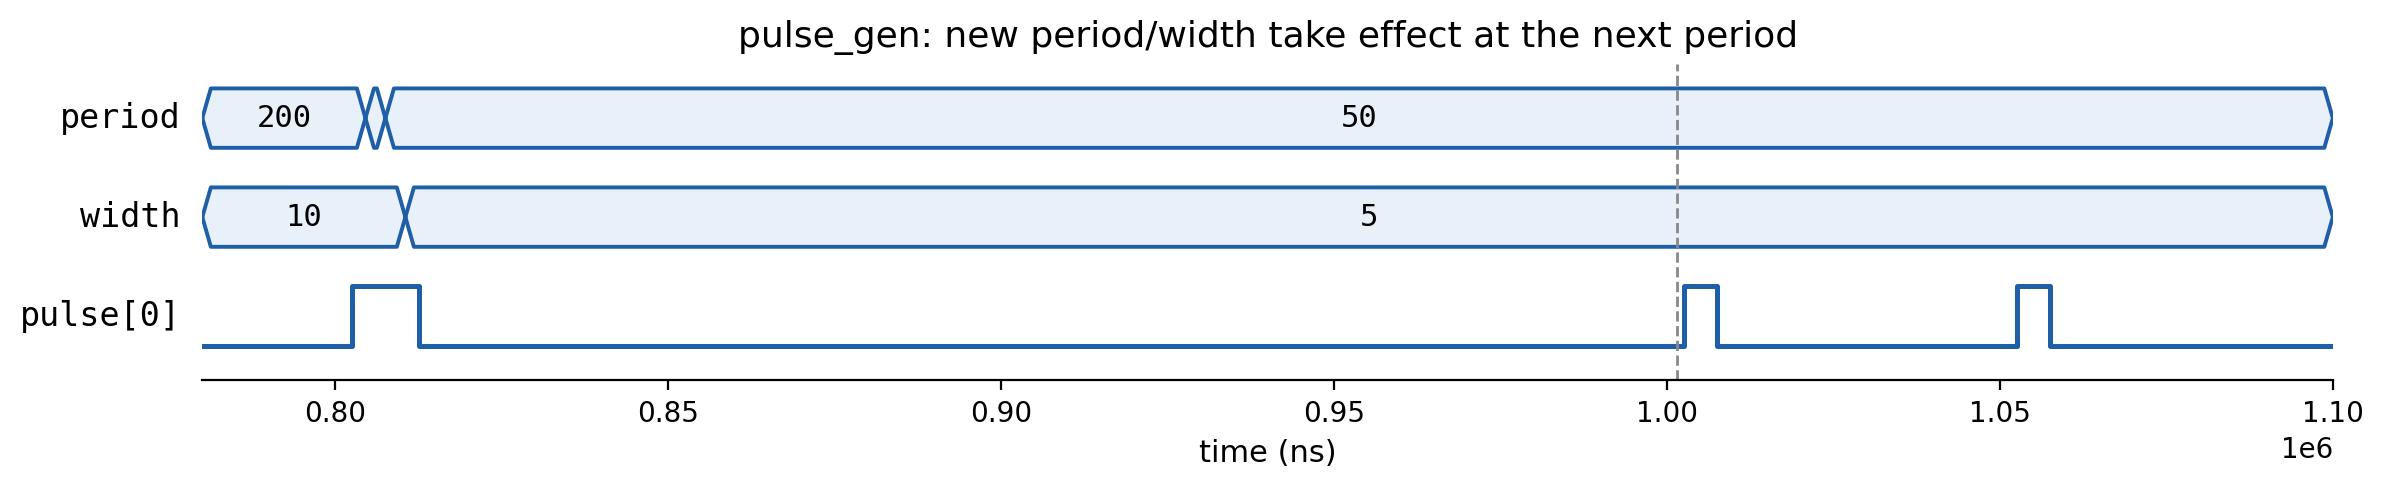 pulse_gen: new period/width take effect at the next period
period 200 50
width 10 5
pulse[0]
0.80 0.85 0.90 0.95 1.00 1.05 1.10
time (ns) 1e6